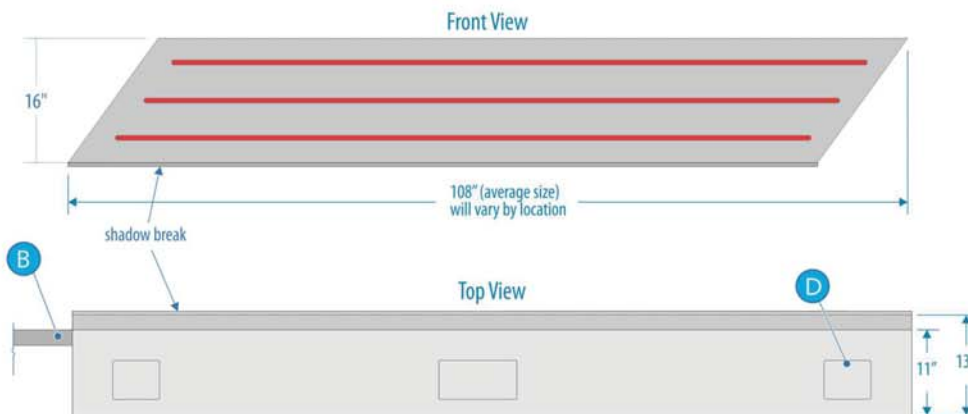 Front View
16"
108" (average size)
will vary by location
shadow break
B
Top View
D
11"
13